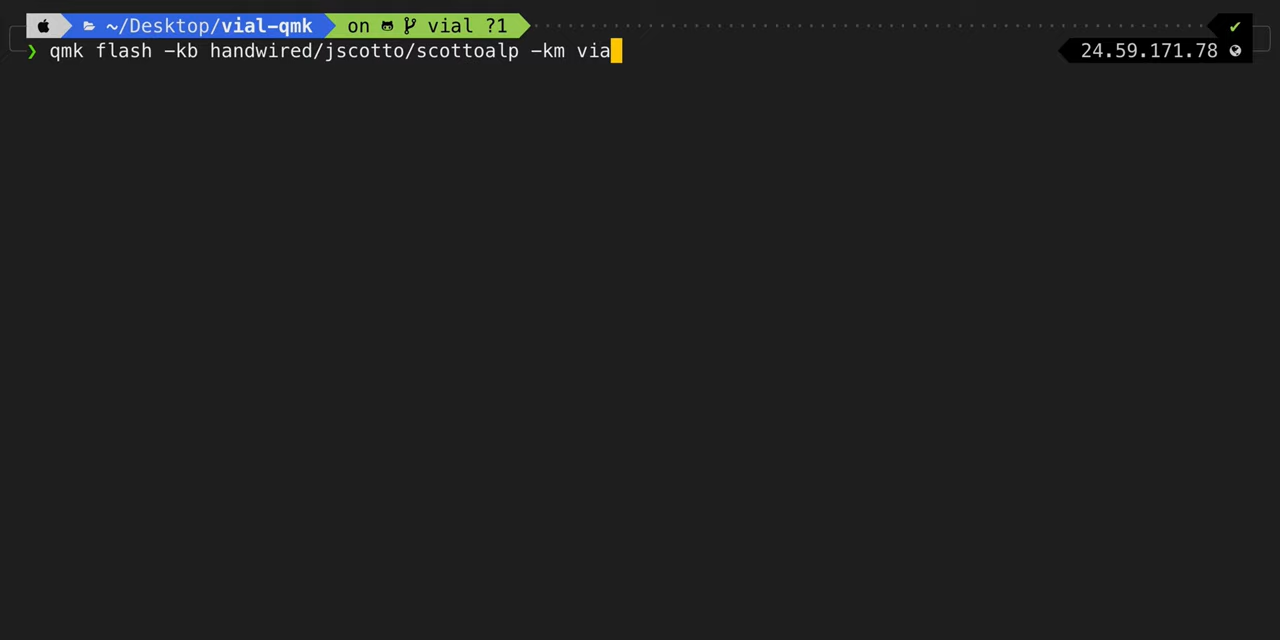 ~/Desktop/vial-qmk on vial ?1 ✔
❯ qmk flash -kb handwired/jscotto/scottoalp -km via 24.59.171.78